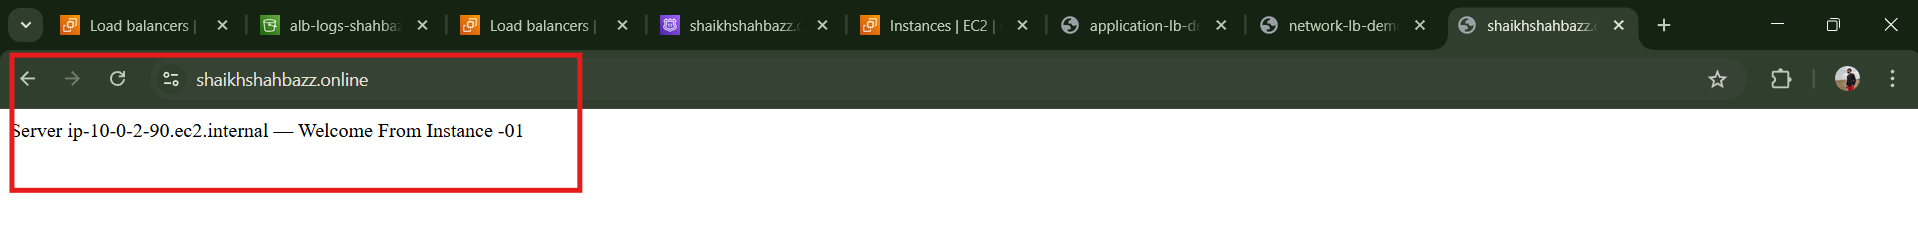 Load balancers |
alb-logs-shahba
Load balancers |
shaikhshahbazz.
Instances | EC2 |
application-lb-de
network-lb-dem
shaikhshahbazz.
shaikhshahbazz.online
Server ip-10-0-2-90.ec2.internal — Welcome From Instance -01